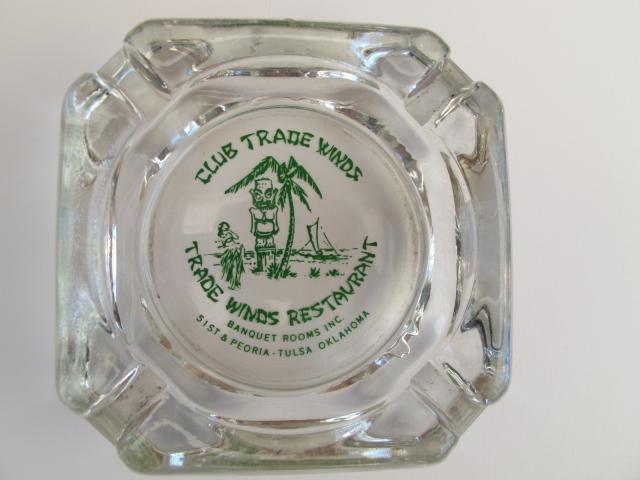 CLUB TRADE WINDS
TRADE WINDS RESTAURANT
BANQUET ROOMS INC.
51ST & PEORIA - TULSA OKLAHOMA